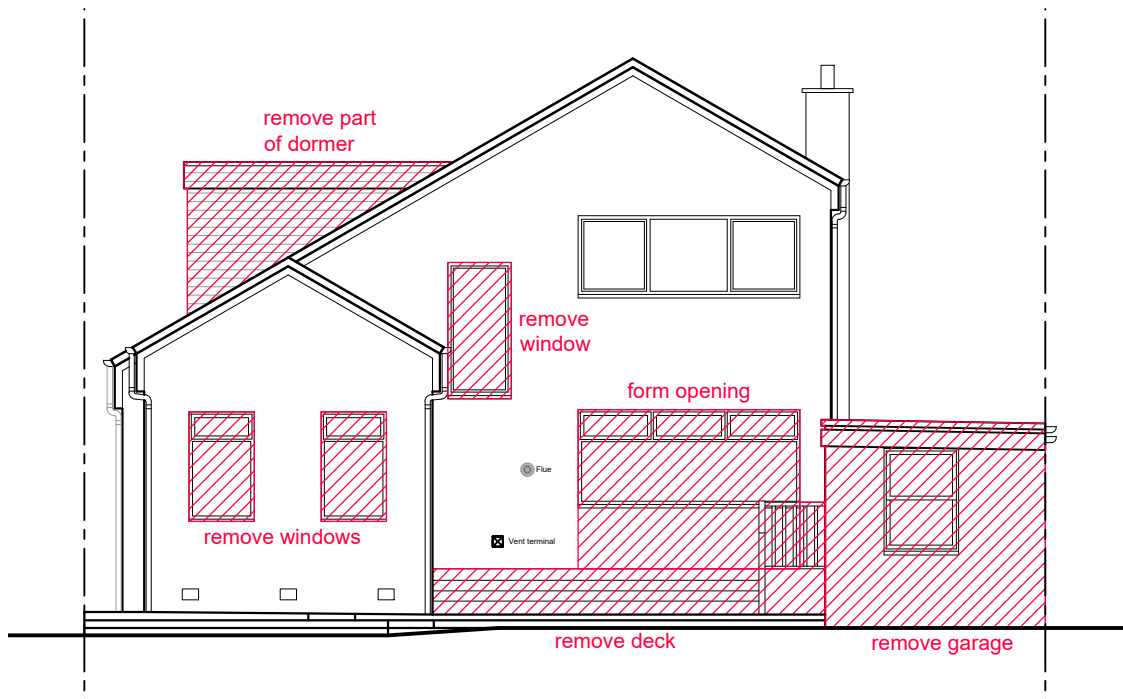 remove part
of dormer
remove
window
form opening
Flue
Vent terminal
remove windows
remove deck
remove garage